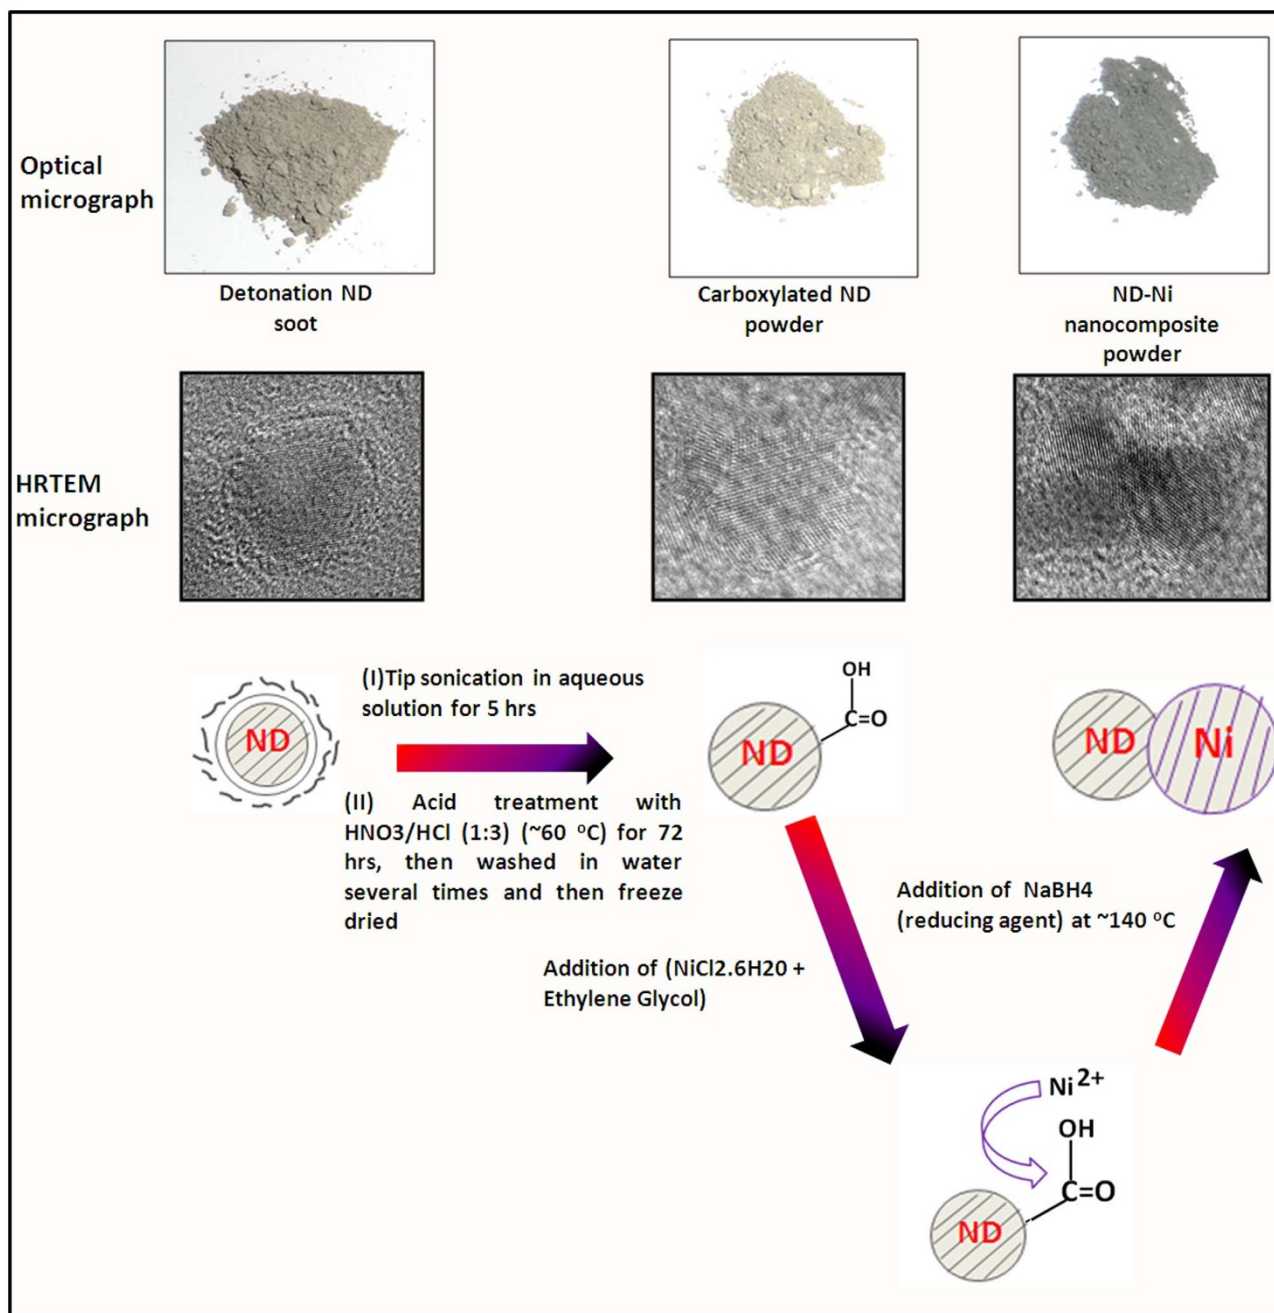 Optical
micrograph
Detonation ND
soot
Carboxylated ND
powder
ND-Ni
nanocomposite
powder
HRTEM
micrograph
ND
(I)Tip sonication in aqueous
solution for 5 hrs
(II) Acid treatment with
HNO3/HCl (1:3) (~60 °C) for 72
hrs, then washed in water
several times and then freeze
dried
OH
C=O
ND
ND
Ni
Addition of (NiCl2.6H20 +
Ethylene Glycol)
Addition of NaBH4
(reducing agent) at ~140 °C
Ni2+
OH
C=O
ND